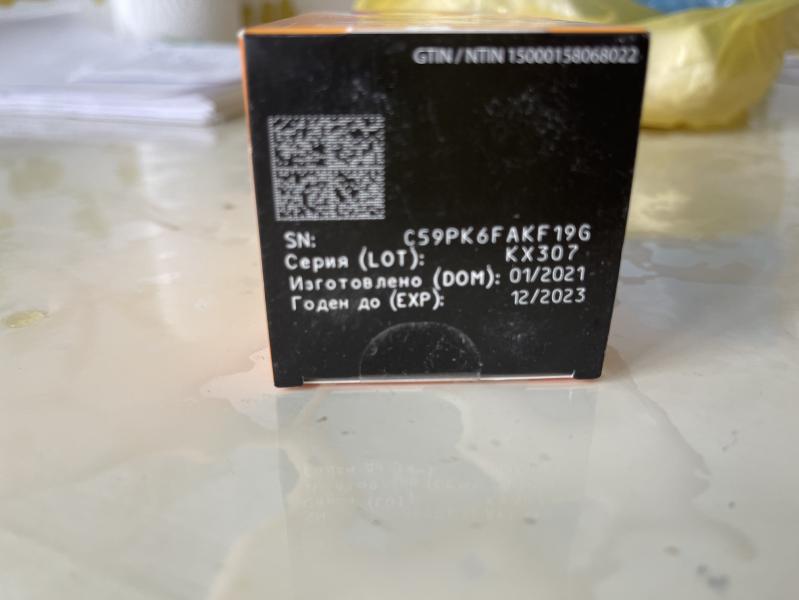 GTIN / NTIN 15000158068022
SN: C59PK6FAKF19G
Серия (LOT): KX307
Изготовлено (DOM): 01/2021
Годен до (EXP): 12/2023